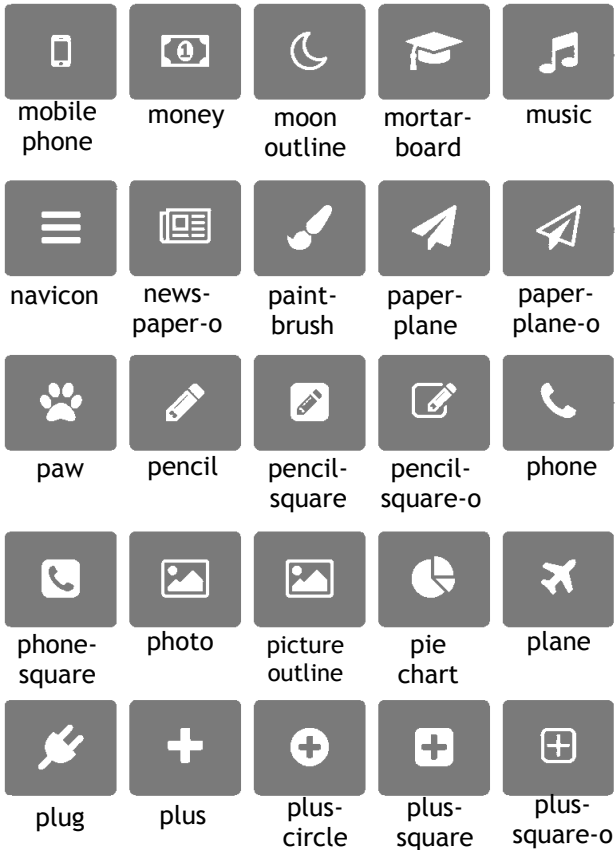 1
mobile
phone
money
moon
outline
mortar-
board
music
navicon
news-
paper-o
paint-
brush
paper-
plane
paper-
plane-o
paw
pencil
pencil-
square
pencil-
square-o
phone
phone-
square
photo
picture
outline
pie
chart
plane
plug
plus
plus-
circle
plus-
square
plus-
square-o